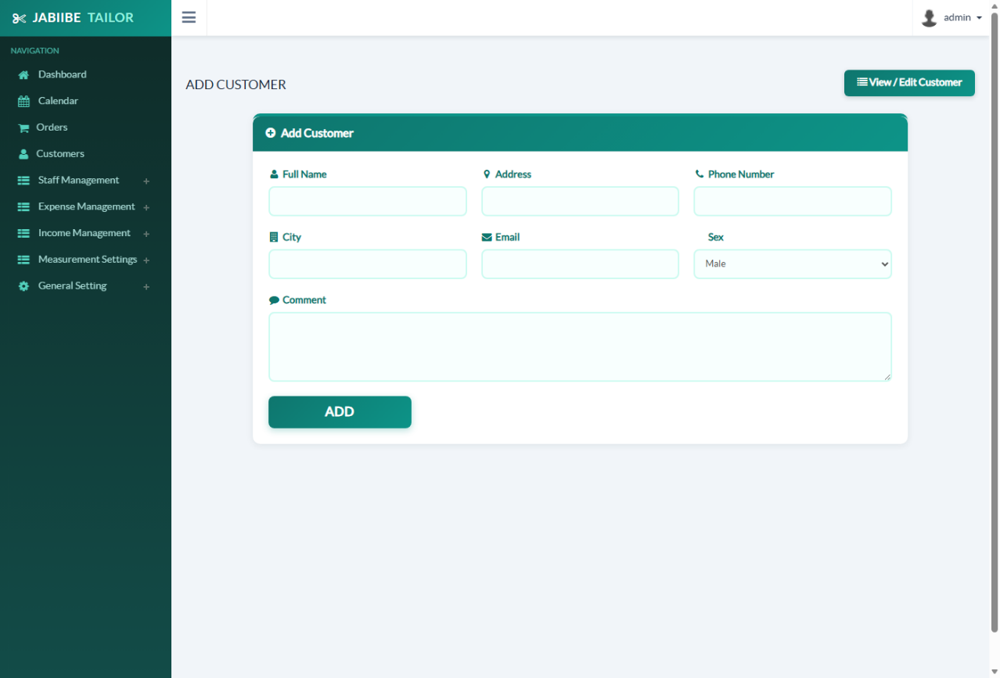 JABIIBE TAILOR
admin
NAVIGATION
Dashboard
Calendar
Orders
Customers
Staff Management +
Expense Management +
Income Management +
Measurement Settings +
General Setting +
ADD CUSTOMER
View / Edit Customer
Add Customer
Full Name
Address
Phone Number
City
Email
Sex
Male
Comment
ADD